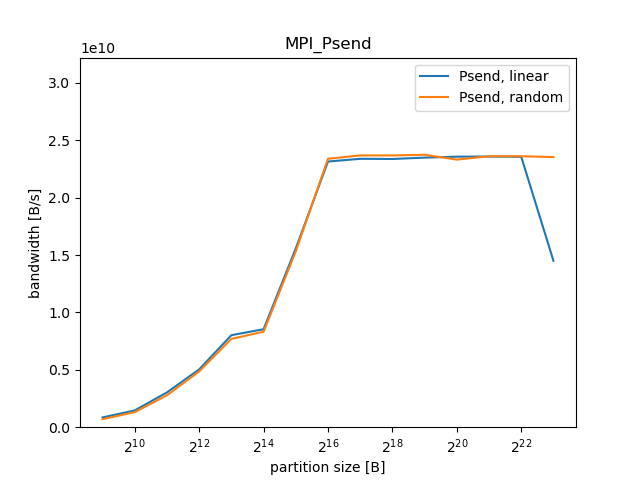 MPI_Psend
1e10
Psend, linear
Psend, random
3.0
2.5
2.0
1.5
1.0
0.5
0.0
bandwidth [B/s]
2^10 2^12 2^14 2^16 2^18 2^20 2^22
partition size [B]